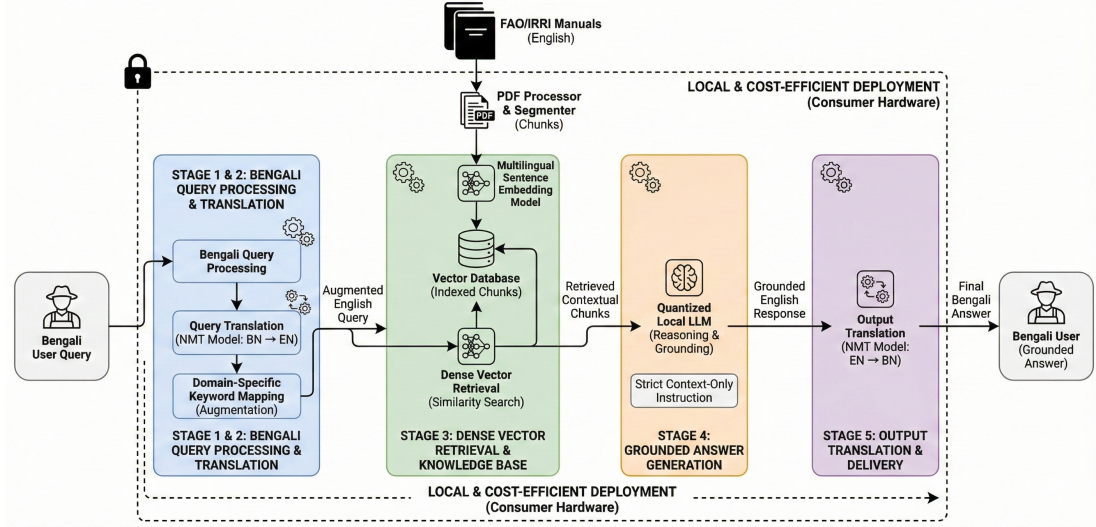 FAO/IRRI Manuals
(English)
LOCAL & COST-EFFICIENT DEPLOYMENT
(Consumer Hardware)
PDF
PDF Processor
& Segmenter
(Chunks)
Bengali
User Query
STAGE 1 & 2: BENGALI
QUERY PROCESSING
& TRANSLATION
Bengali Query
Processing
Query Translation
(NMT Model: BN → EN)
Domain-Specific
Keyword Mapping
(Augmentation)
STAGE 1 & 2: BENGALI
QUERY PROCESSING &
TRANSLATION
Augmented
English
Query
Multilingual
Sentence
Embedding
Model
Vector Database
(Indexed Chunks)
Dense Vector
Retrieval
(Similarity Search)
STAGE 3: DENSE VECTOR
RETRIEVAL &
KNOWLEDGE BASE
Retrieved
Contextual
Chunks
Quantized
Local LLM
(Reasoning &
Grounding)
Strict Context-Only
Instruction
STAGE 4:
GROUNDED ANSWER
GENERATION
Grounded
English
Response
Output
Translation
(NMT Model:
EN → BN)
STAGE 5: OUTPUT
TRANSLATION &
DELIVERY
Final
Bengali
Answer
Bengali User
(Grounded
Answer)
LOCAL & COST-EFFICIENT DEPLOYMENT
(Consumer Hardware)